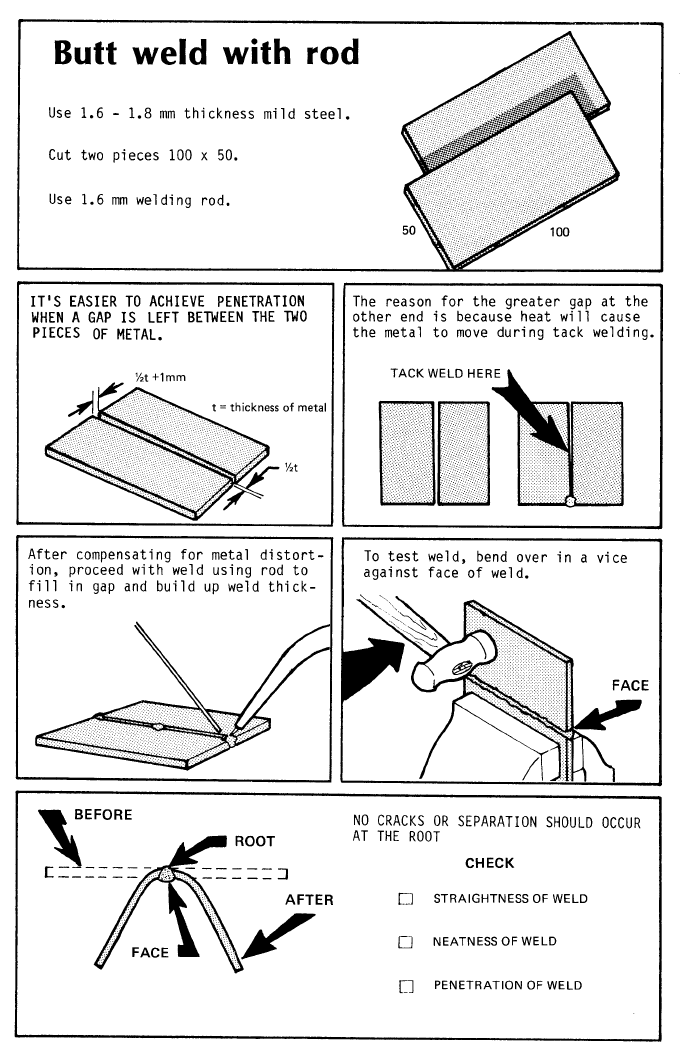 Butt weld with rod
Use 1.6 - 1.8 mm thickness mild steel.
Cut two pieces 100 x 50.
Use 1.6 mm welding rod.
50
100
IT'S EASIER TO ACHIEVE PENETRATION
WHEN A GAP IS LEFT BETWEEN THE TWO
PIECES OF METAL.
½t +1mm
t = thickness of metal
½t
The reason for the greater gap at the
other end is because heat will cause
the metal to move during tack welding.
TACK WELD HERE
After compensating for metal distort-
ion, proceed with weld using rod to
fill in gap and build up weld thick-
ness.
To test weld, bend over in a vice
against face of weld.
FACE
BEFORE
ROOT
AFTER
FACE
NO CRACKS OR SEPARATION SHOULD OCCUR
AT THE ROOT
CHECK
STRAIGHTNESS OF WELD
NEATNESS OF WELD
PENETRATION OF WELD